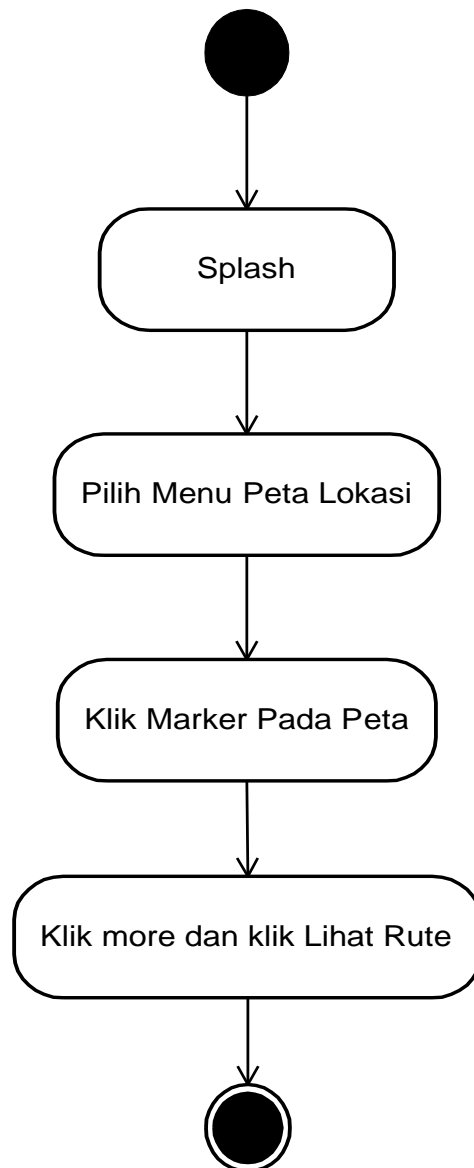 Splash
Pilih Menu Peta Lokasi
Klik Marker Pada Peta
Klik more dan klik Lihat Rute